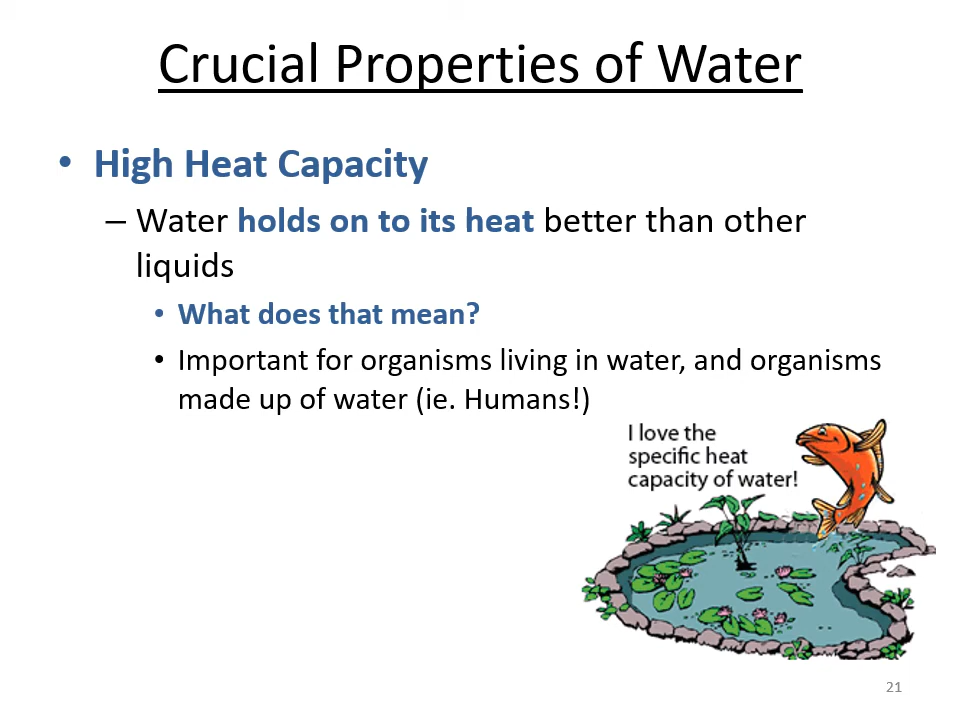 Crucial Properties of Water
• High Heat Capacity
– Water holds on to its heat better than other
liquids
• What does that mean?
• Important for organisms living in water, and organisms
made up of water (ie. Humans!)
I love the
specific heat
capacity of water!
21